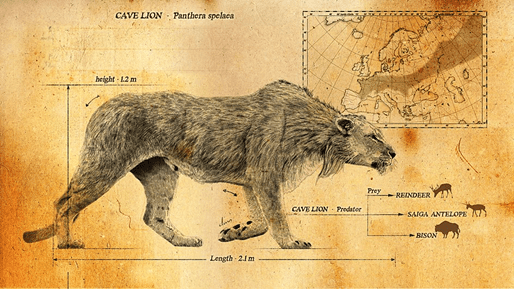 CAVE LION - Panthera spelaea
height - 1.2 m
Prey
REINDEER
CAVE LION - Predator
SAIGA ANTELOPE
BISON
Length - 2.1 m